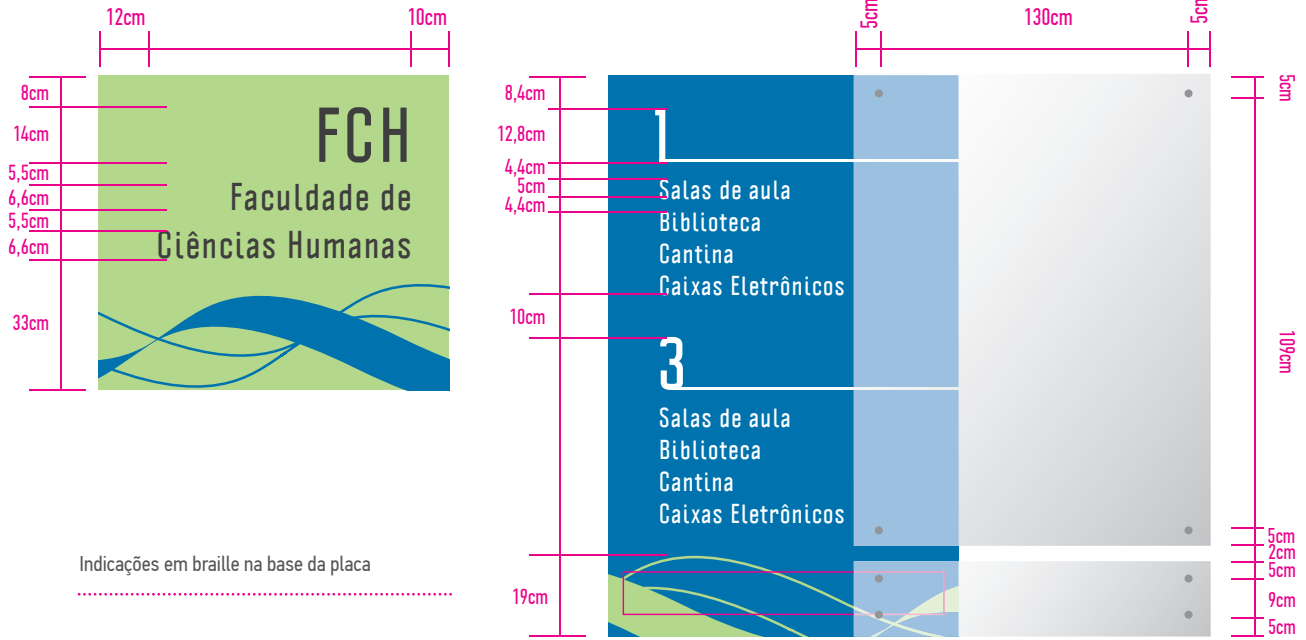 12cm
10cm
8cm
14cm
5,5cm
6,6cm
5,5cm
6,6cm
33cm
FCH
Faculdade de
Ciências Humanas
Indicações em braille na base da placa
5cm
130cm
5cm
8,4cm
12,8cm
4,4cm
5cm
4,4cm
10cm
19cm
1
Salas de aula
Biblioteca
Cantina
Caixas Eletrônicos
3
Salas de aula
Biblioteca
Cantina
Caixas Eletrônicos
5cm
109cm
5cm
2cm
5cm
9cm
5cm